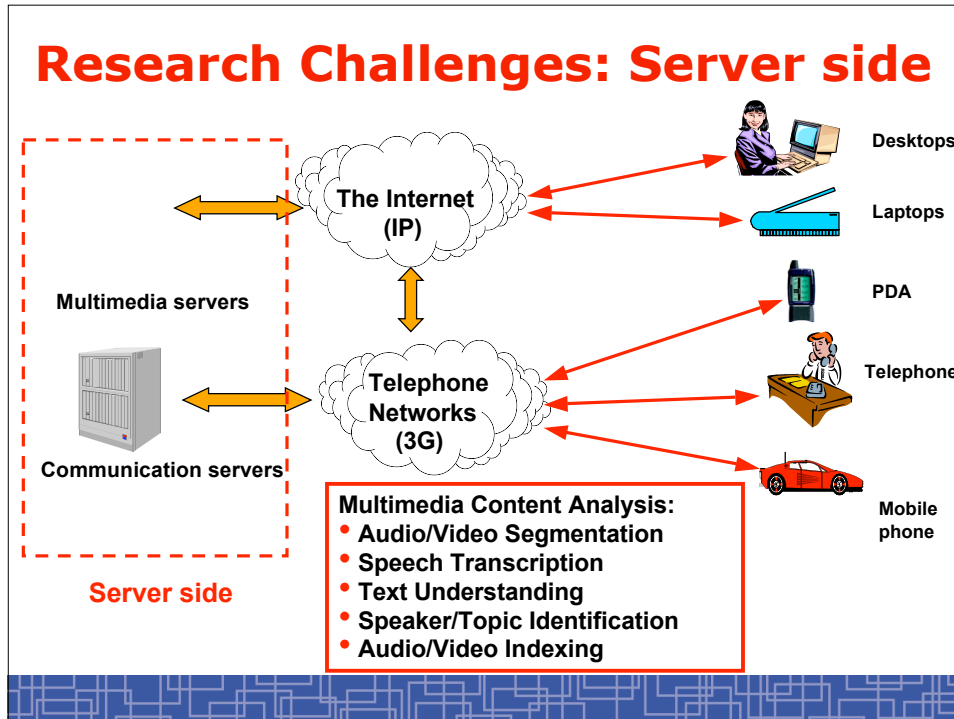 Research Challenges: Server side
The Internet
(IP)
Multimedia servers
Telephone
Networks
(3G)
Communication servers
Server side
Desktops
Laptops
PDA
Telephone
Mobile
phone
Multimedia Content Analysis:
• Audio/Video Segmentation
• Speech Transcription
• Text Understanding
• Speaker/Topic Identification
• Audio/Video Indexing